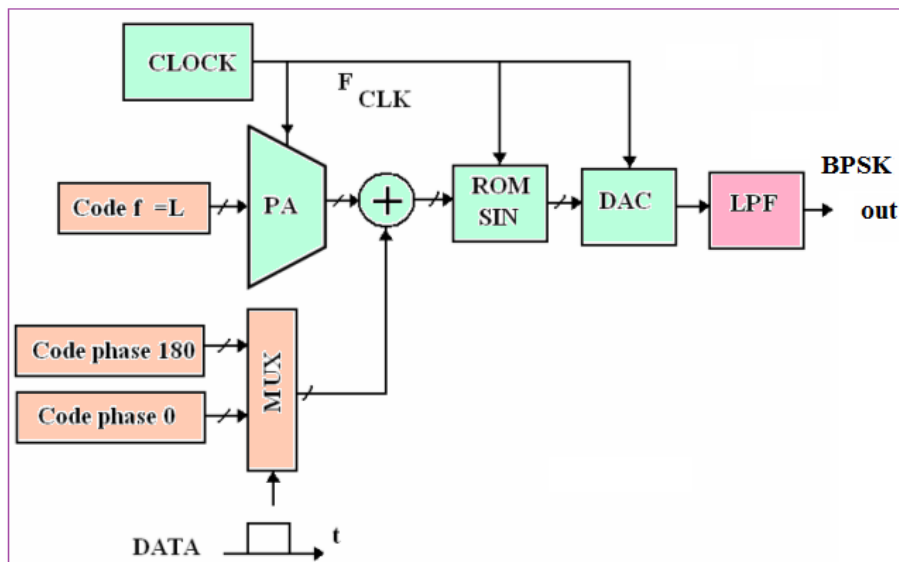 CLOCK
F CLK
Code f =L
PA
ROM
SIN
DAC
LPF
BPSK
out
Code phase 180
Code phase 0
MUX
DATA
t